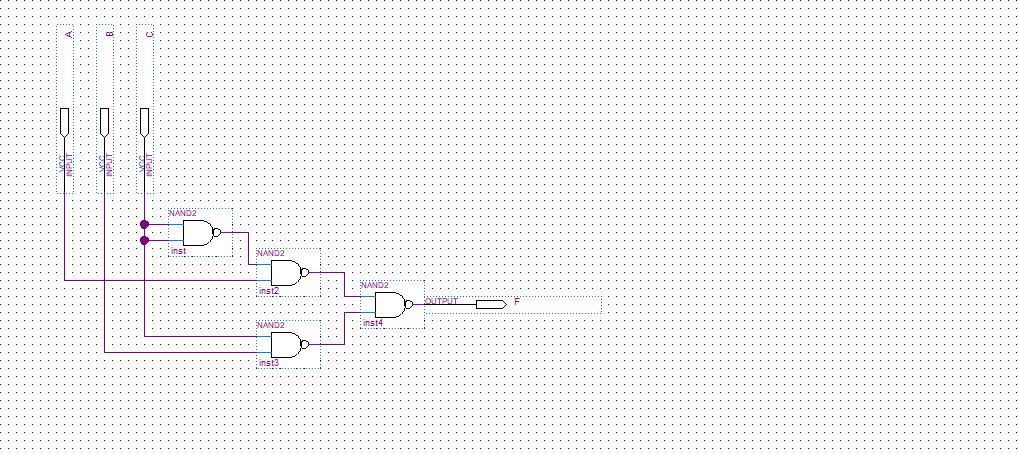 A
B
C
VCC
INPUT
VCC
INPUT
VCC
INPUT
NAND2
inst
NAND2
inst2
NAND2
inst4
OUTPUT
F
NAND2
inst3